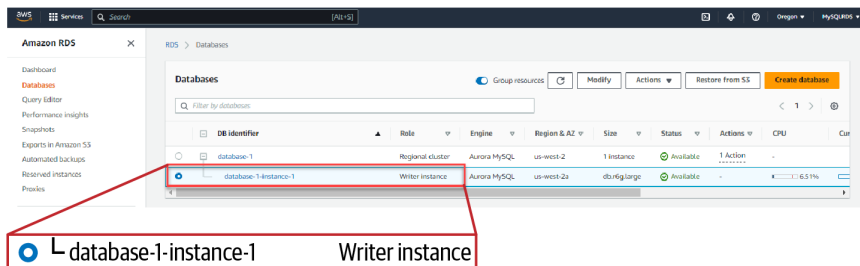 aws Services Search [Alt+S] Oregon MySQLRDS
Amazon RDS
RDS > Databases
Dashboard
Databases
Query Editor
Performance insights
Snapshots
Exports in Amazon S3
Automated backups
Reserved instances
Proxies
Databases Group resources Modify Actions Restore from S3 Create database
Filter by databases 1
DB identifier Role Engine Region & AZ Size Status Actions CPU Cur
database-1 Regional cluster Aurora MySQL us-west-2 1 instance Available 1 Action -
database-1-instance-1 Writer instance Aurora MySQL us-west-2a db.r6g.large Available - 6.51%
database-1-instance-1 Writer instance